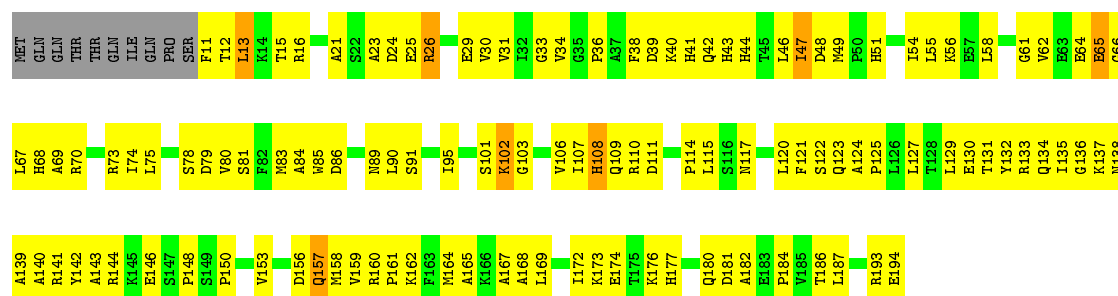 MET GLN GLN THR THR GLN ILE GLN PRO SER F11 T12 L13 K14 T15 R16 A21 S22 A23 D24 E25 R26 E29 V30 V31 I32 G33 V34 G35 P36 A37 F38 D39 K40 H41 Q42 H43 H44 T45 L46 I47 D48 M49 P50 H51 I54 L55 K56 E57 L58 G61 V62 E63 E64 E65 G66
L67 H68 A69 R70 R73 I74 L75 S78 D79 V80 S81 F82 M83 A84 W85 D86 N89 L90 S91 I95 S101 K102 G103 V106 I107 H108 Q109 R110 D111 P114 L115 S116 N117 L120 F121 S122 Q123 A124 P125 L126 L127 T128 L129 E130 T131 Y132 R133 Q134 I135 G136 K137 N138
A139 A140 R141 Y142 A143 R144 K145 E146 S147 P148 S149 P150 V153 D156 Q157 M158 V159 R160 P161 K162 F163 M164 A165 K166 A167 A168 L169 I172 K173 E174 T175 K176 H177 Q180 D181 A182 E183 P184 V185 T186 L187 R193 E194